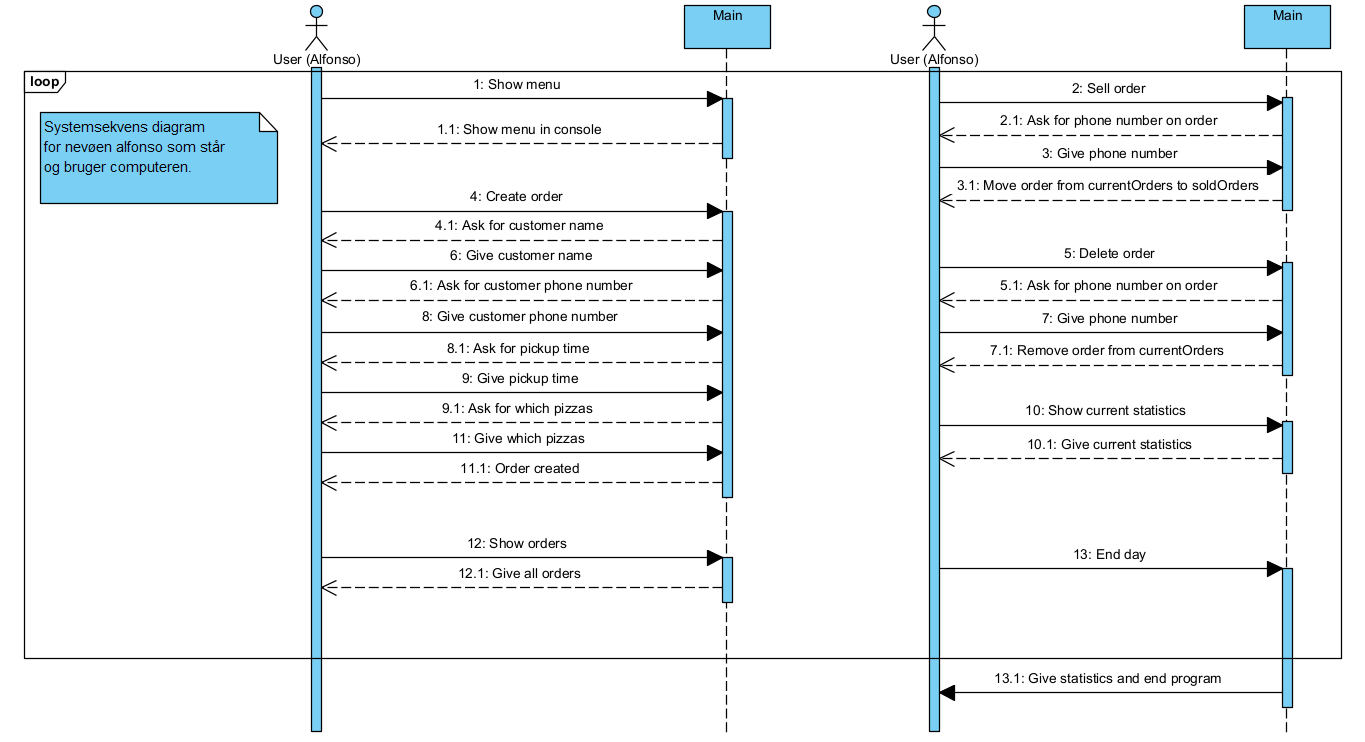 Main
Main
User (Alfonso)
User (Alfonso)
loop
Systemsekvens diagram
for nevøen alfonso som står
og bruger computeren.
1: Show menu
1.1: Show menu in console
4: Create order
4.1: Ask for customer name
6: Give customer name
6.1: Ask for customer phone number
8: Give customer phone number
8.1: Ask for pickup time
9: Give pickup time
9.1: Ask for which pizzas
11: Give which pizzas
11.1: Order created
12: Show orders
12.1: Give all orders
2: Sell order
2.1: Ask for phone number on order
3: Give phone number
3.1: Move order from currentOrders to soldOrders
5: Delete order
5.1: Ask for phone number on order
7: Give phone number
7.1: Remove order from currentOrders
10: Show current statistics
10.1: Give current statistics
13: End day
13.1: Give statistics and end program